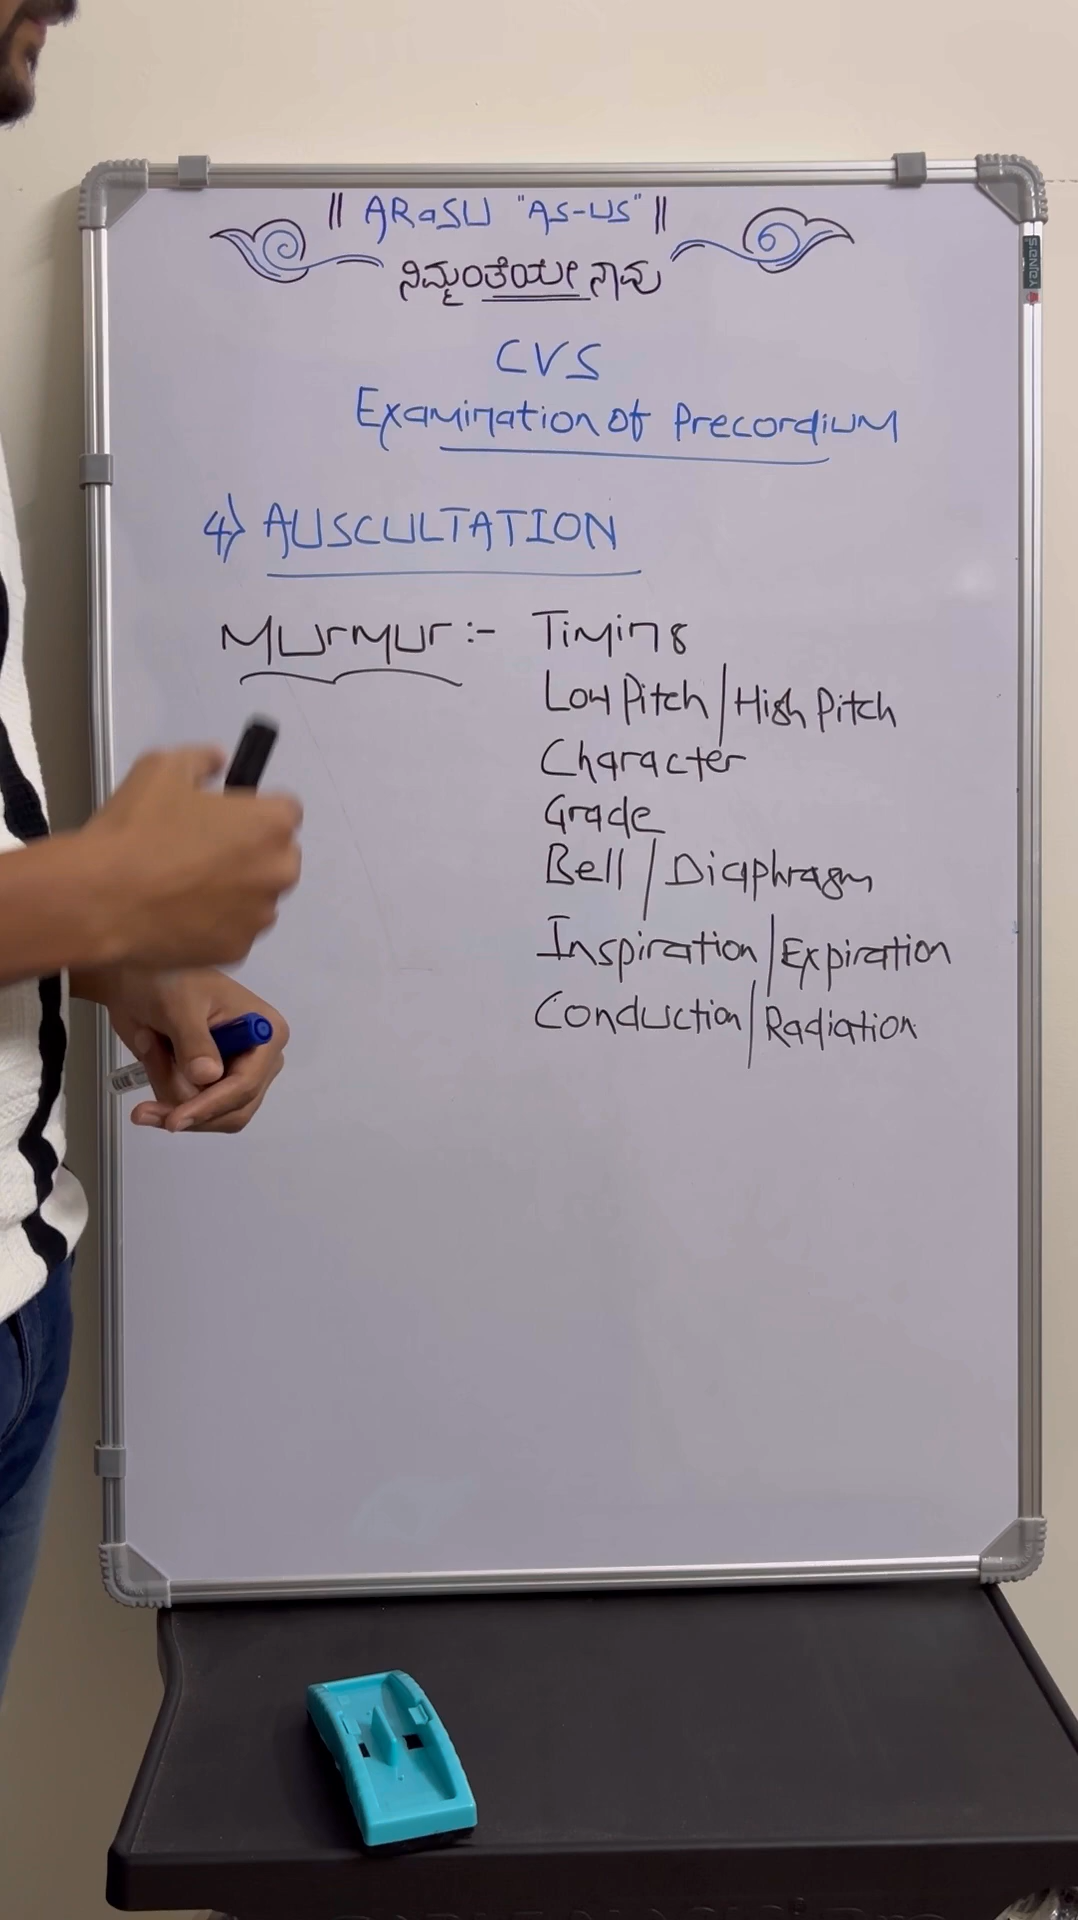 || ARaSU "AS-US" ||
ನಿಮ್ಮಂತೆಯೇ ನಾವು
CVS
Examination of Precordium
4) AUSCULTATION
Murmur :- Timing
Low Pitch / High Pitch
Character
Grade
Bell / Diaphragm
Inspiration / Expiration
Conduction / Radiation